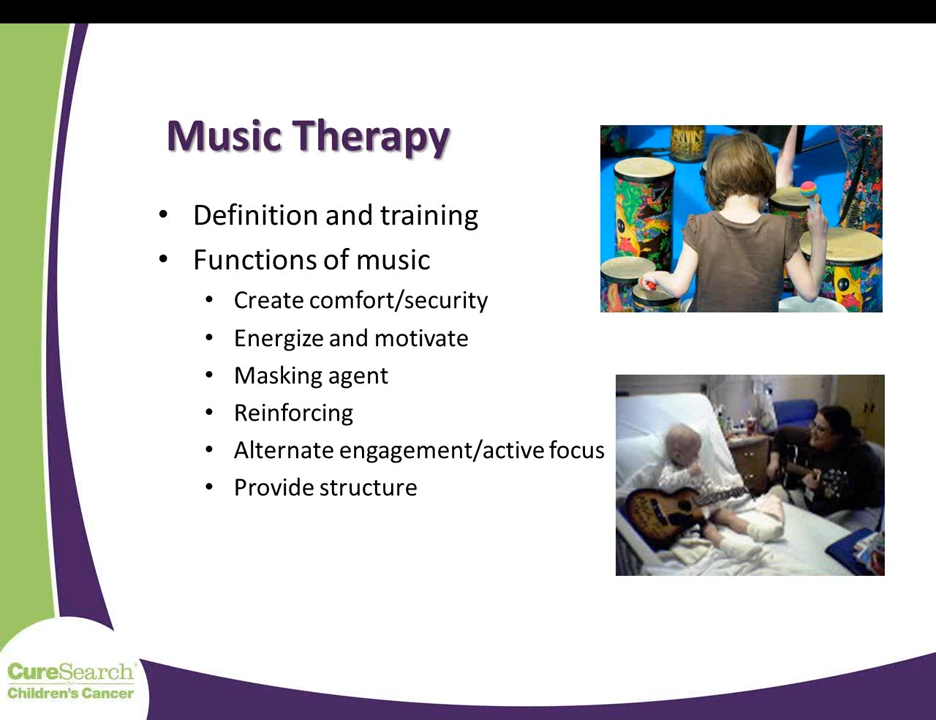 Music Therapy
• Definition and training
• Functions of music
• Create comfort/security
• Energize and motivate
• Masking agent
• Reinforcing
• Alternate engagement/active focus
• Provide structure
CureSearch
Children's Cancer